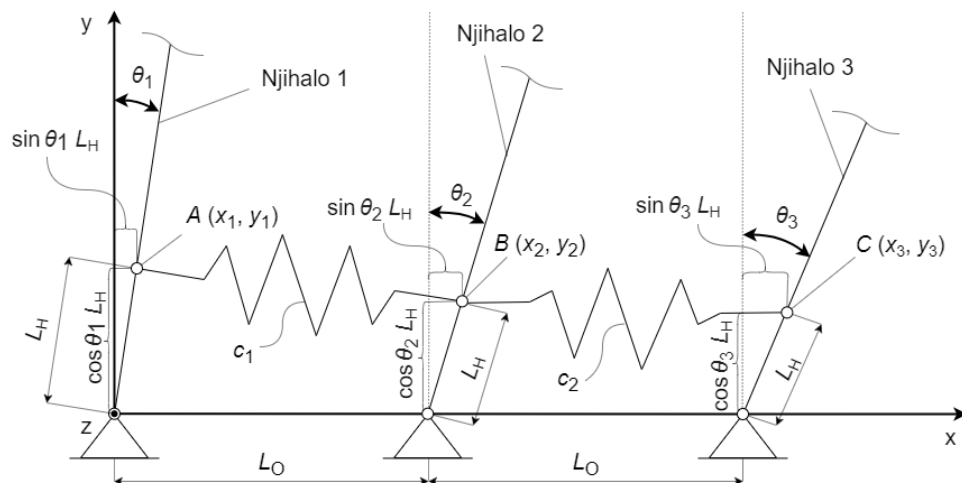 y
θ1
Njihalo 1
sin θ1 LH
A (x1, y1)
LH
cos θ1 LH
c1
z
LO
Njihalo 2
θ2
sin θ2 LH
B (x2, y2)
cos θ2 LH
LH
c2
LO
Njihalo 3
θ3
sin θ3 LH
C (x3, y3)
cos θ3 LH
LH
x